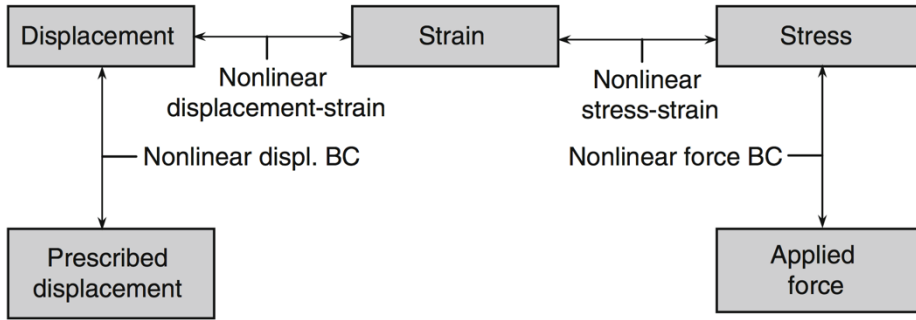 Displacement
Strain
Stress
Nonlinear
displacement-strain
Nonlinear
stress-strain
Nonlinear displ. BC
Nonlinear force BC
Prescribed
displacement
Applied
force